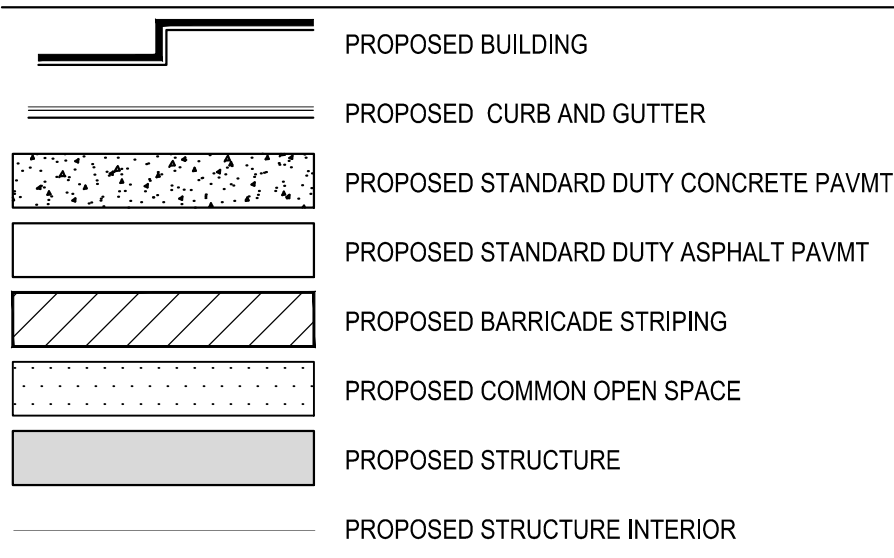 PROPOSED BUILDING
PROPOSED CURB AND GUTTER
PROPOSED STANDARD DUTY CONCRETE PAVMT
PROPOSED STANDARD DUTY ASPHALT PAVMT
PROPOSED BARRICADE STRIPING
PROPOSED COMMON OPEN SPACE
PROPOSED STRUCTURE
PROPOSED STRUCTURE INTERIOR